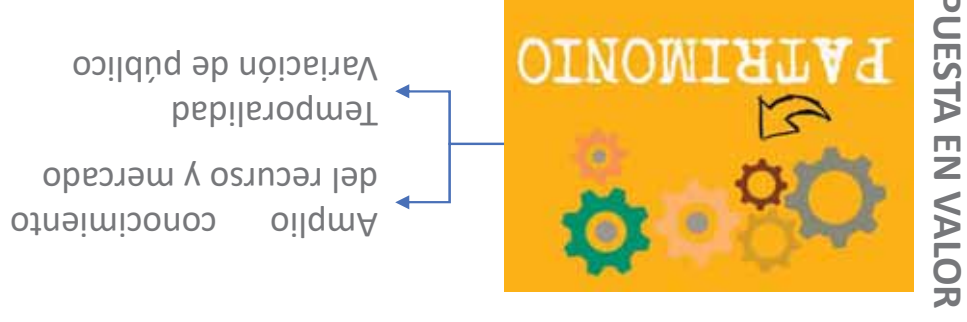 PUESTA EN VALOR
PATRIMONIO
Amplio conocimiento
del recurso y mercado
Temporalidad
Variación de público